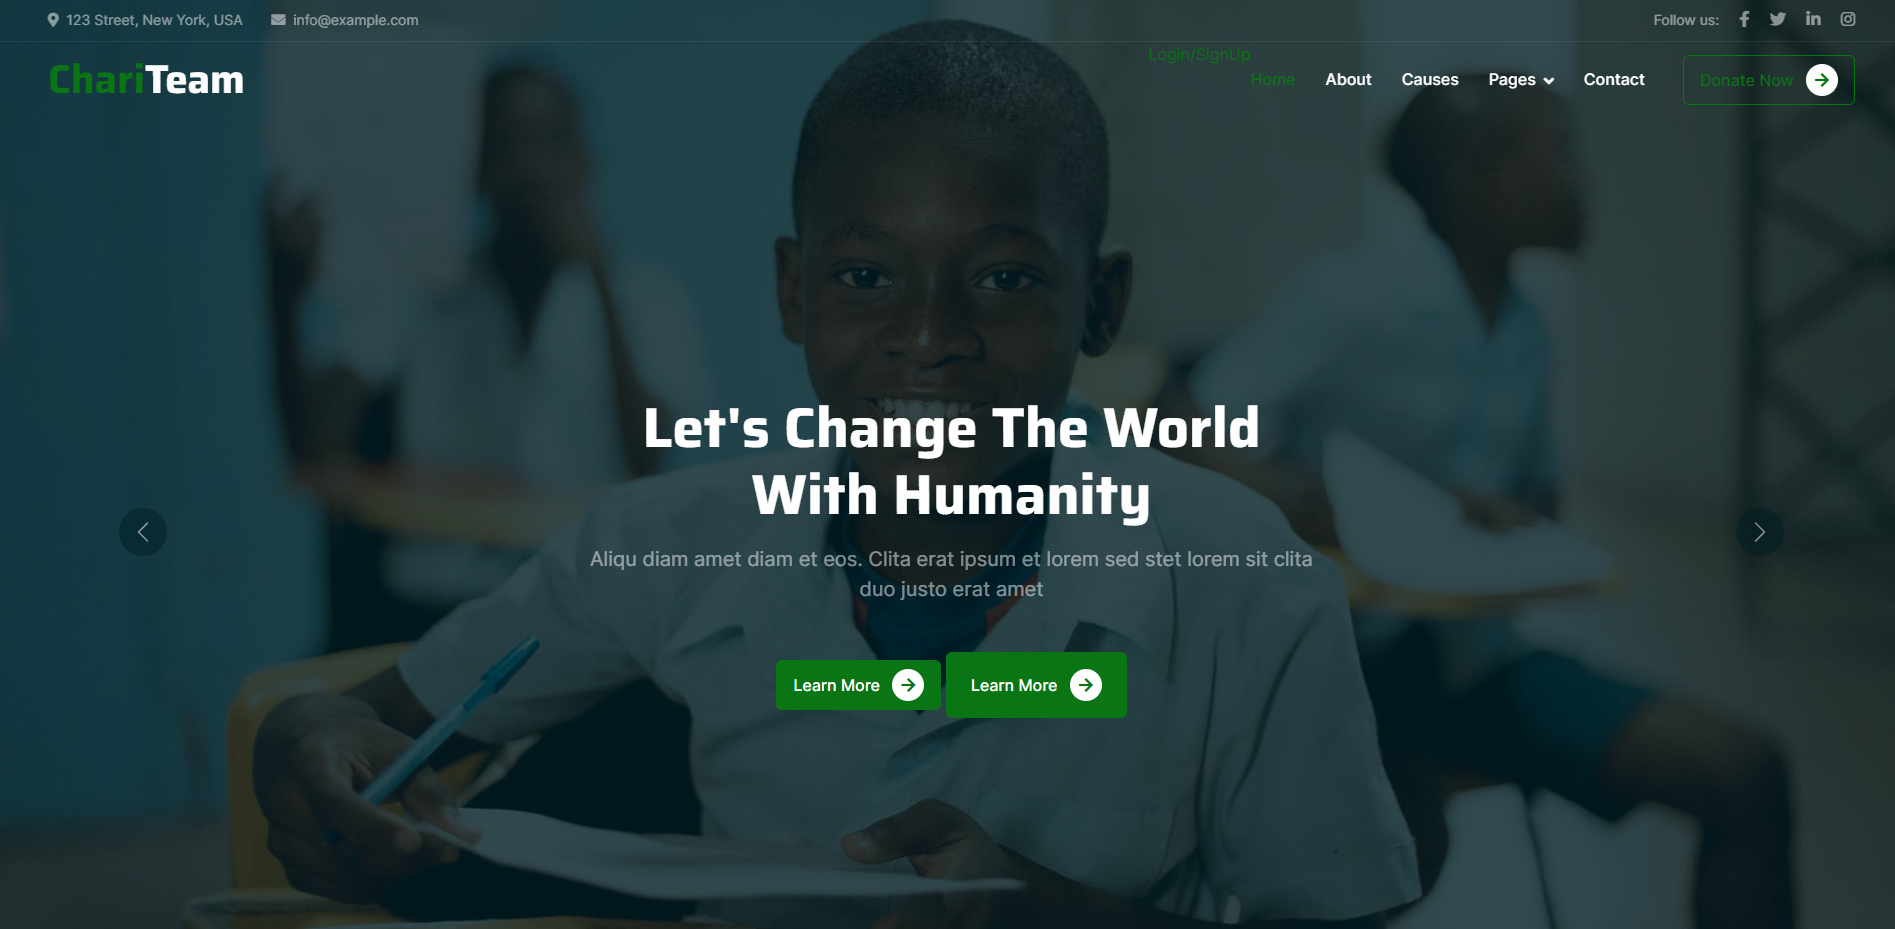 123 Street, New York, USA
info@example.com
Follow us:
ChariTeam
Login/SignUp
Home
About
Causes
Pages
Contact
Donate Now
Let's Change The World
With Humanity
Aliqu diam amet diam et eos. Clita erat ipsum et lorem sed stet lorem sit clita
duo justo erat amet
Learn More
Learn More